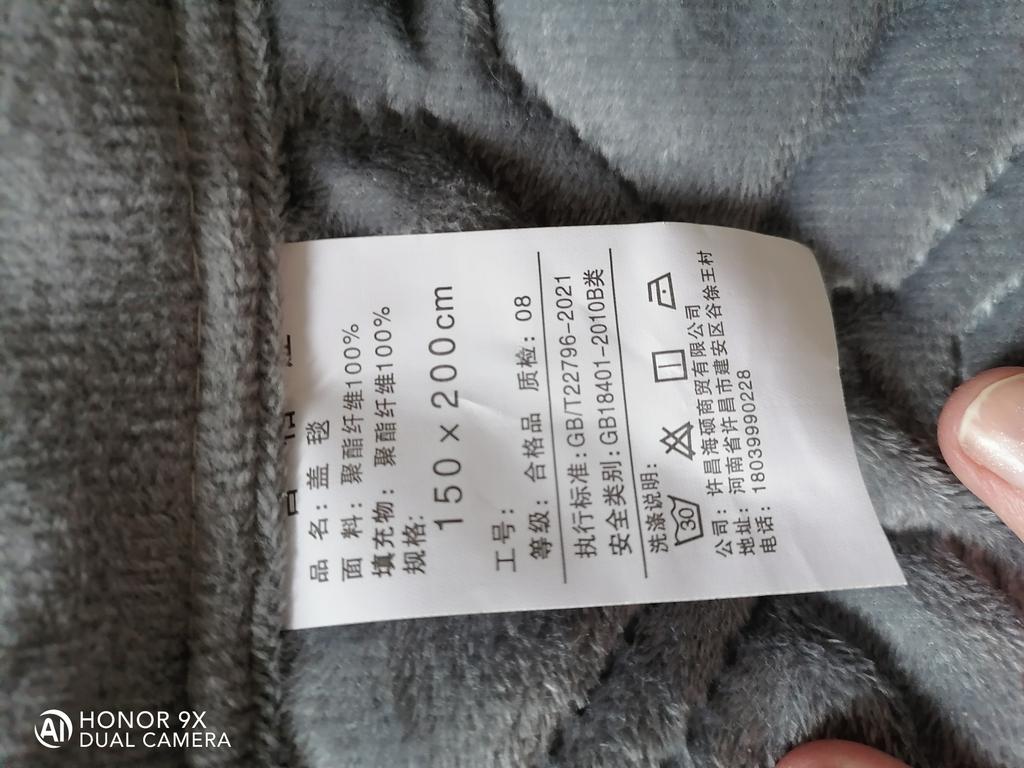 品 名：盖 毯
面 料：聚酯纤维100%
填充物：聚酯纤维100%
规格：
150×200cm
工号：
等级：合格品 质检：08
执行标准：GB/T22796-2021
安全类别：GB18401-2010B类
洗涤说明：
30
公司：许昌海硕商贸有限公司
地址：河南省许昌市建安区谷徐王村
电话：18039990228
AI HONOR 9X
DUAL CAMERA